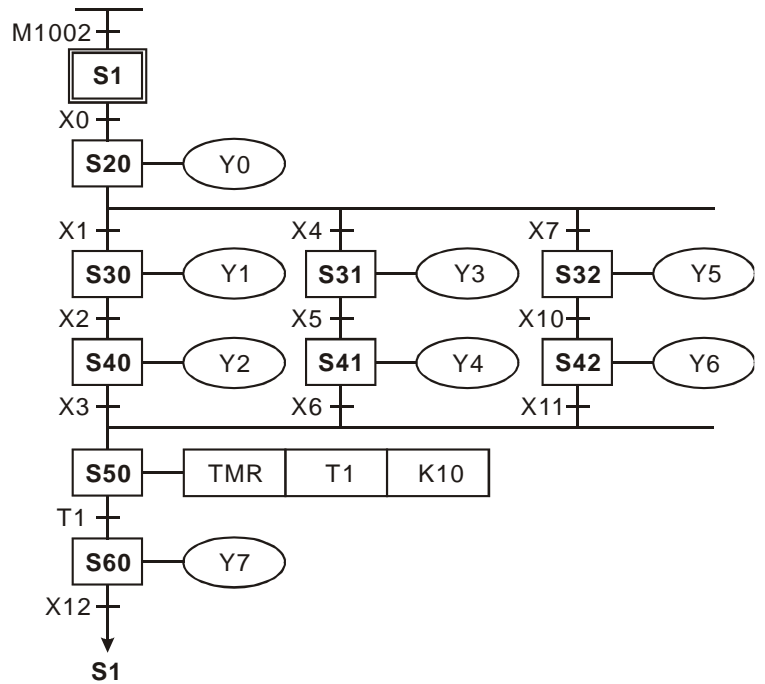 M1002
S1
X0
S20 Y0
X1 X4 X7
S30 Y1 S31 Y3 S32 Y5
X2 X5 X10
S40 Y2 S41 Y4 S42 Y6
X3 X6 X11
S50 TMR T1 K10
T1
S60 Y7
X12
S1